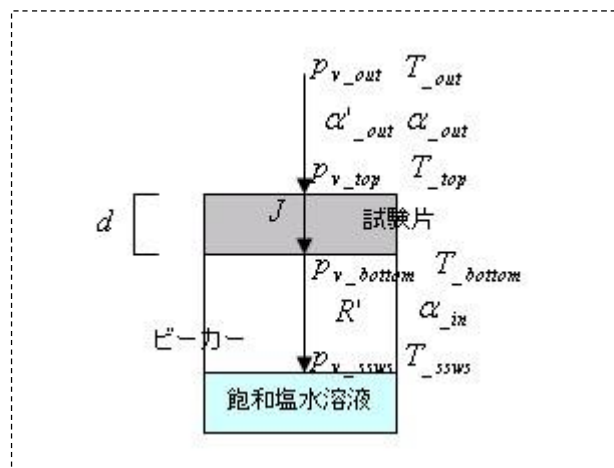 p_v_out T_out
α'_out α_out
p_v_top T_top
d
J
試験片
p_v_bottom T_bottom
R' α_in
ビーカー
p_v_ssws T_ssws
飽和塩水溶液